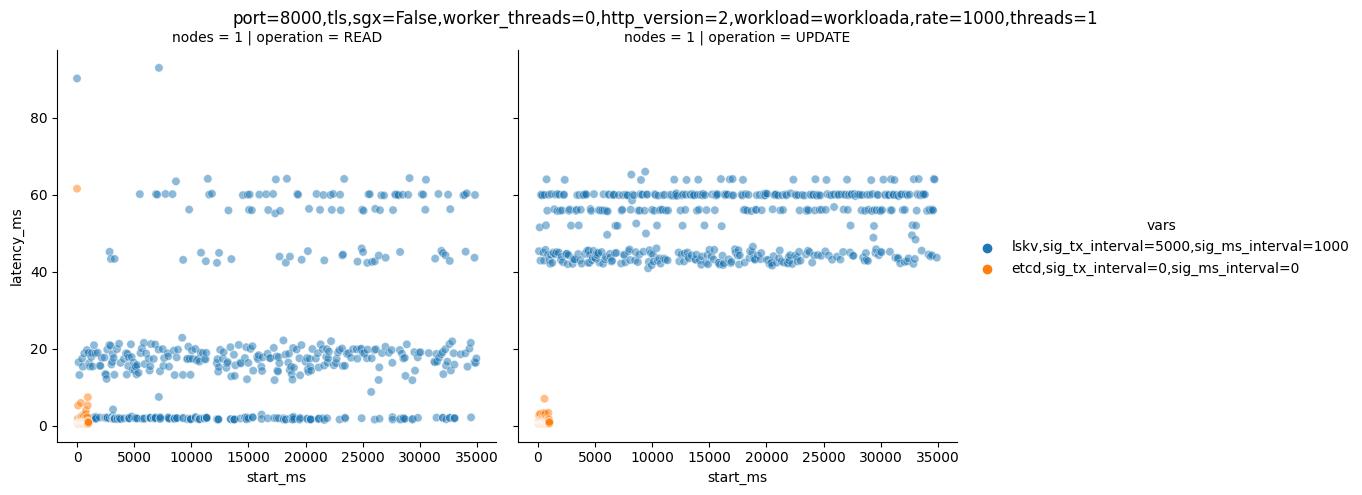 port=8000,tls,sgx=False,worker_threads=0,http_version=2,workload=workloada,rate=1000,threads=1
nodes = 1 | operation = READ
nodes = 1 | operation = UPDATE
latency_ms
80
60
40
20
0
0 5000 10000 15000 20000 25000 30000 35000
start_ms
0 5000 10000 15000 20000 25000 30000 35000
start_ms
vars
lskv,sig_tx_interval=5000,sig_ms_interval=1000
etcd,sig_tx_interval=0,sig_ms_interval=0